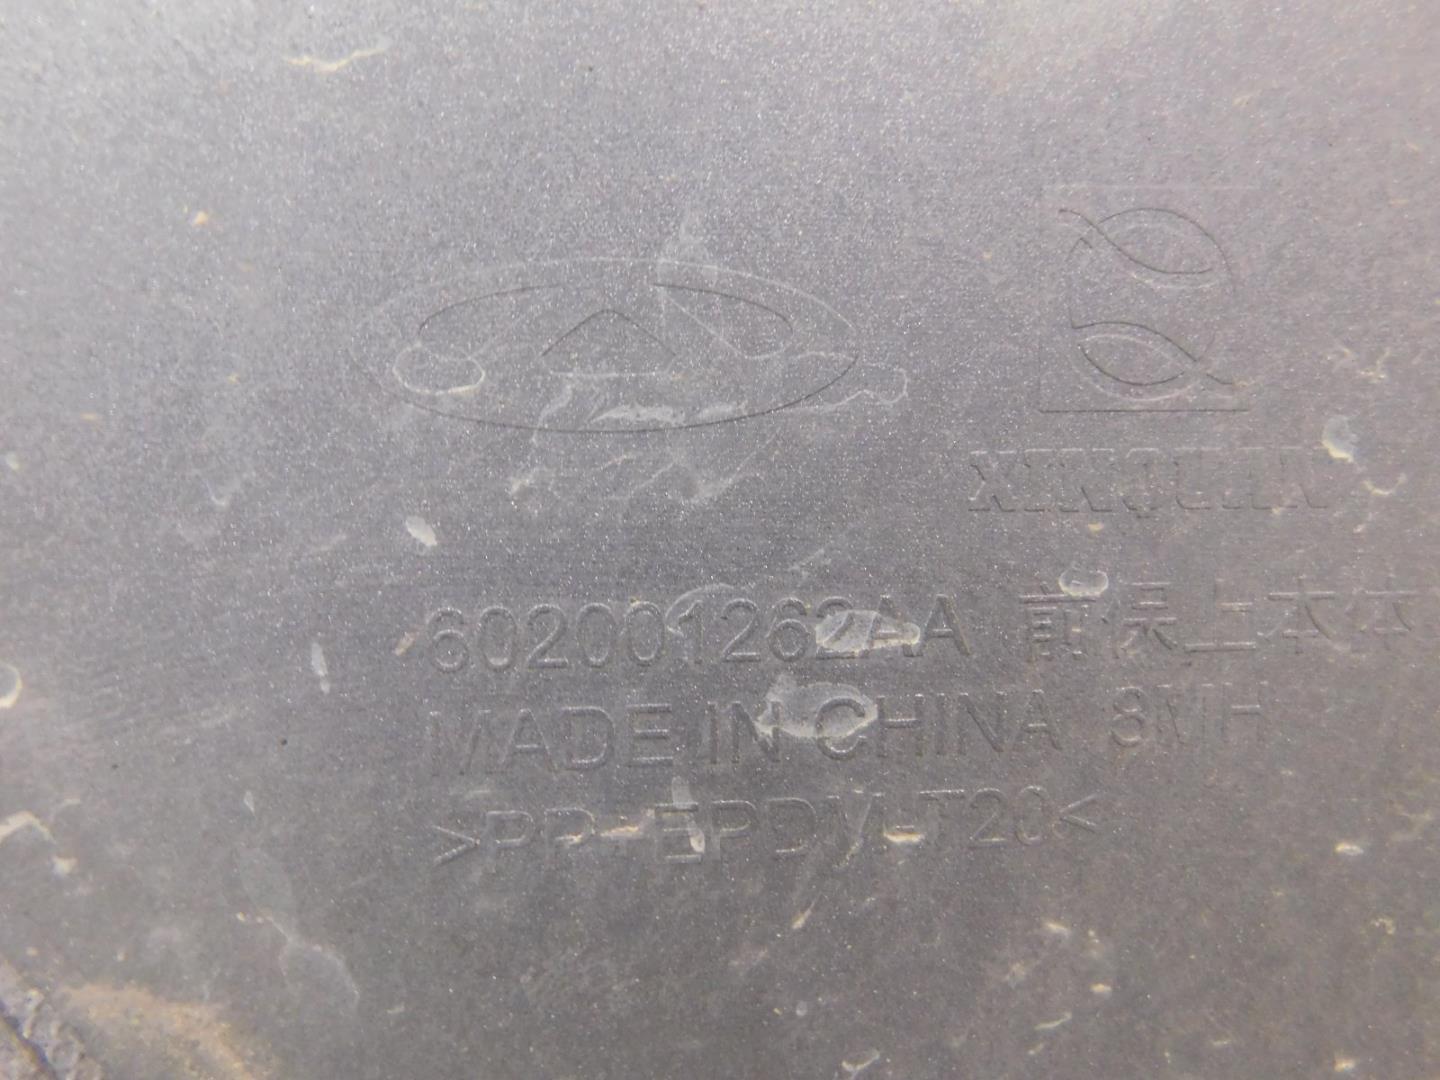 XINQUAN
602001262AA 前保上本体
MADE IN CHINA 8MH
>PP+EPDM-T20<